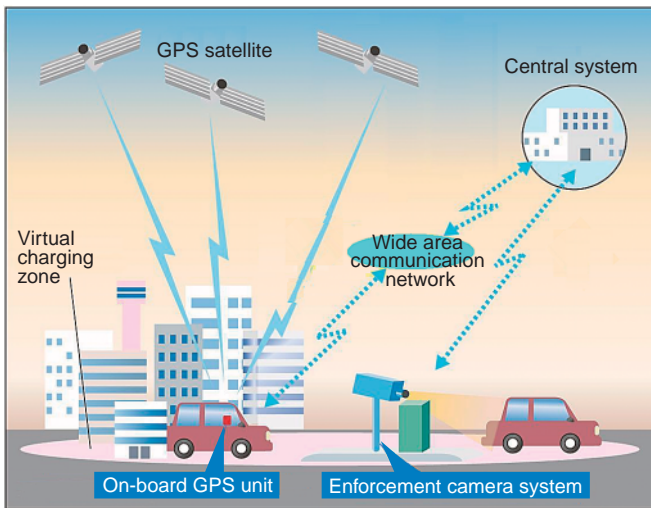 GPS satellite
Central system
Wide area
communication
network
Virtual
charging
zone
On-board GPS unit
Enforcement camera system